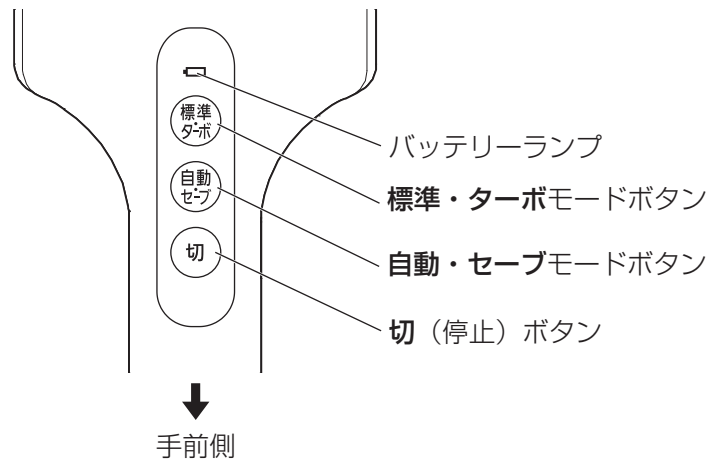 標準
ターボ
自動
セーブ
切
バッテリーランプ
標準・ターボモードボタン
自動・セーブモードボタン
切（停止）ボタン
手前側